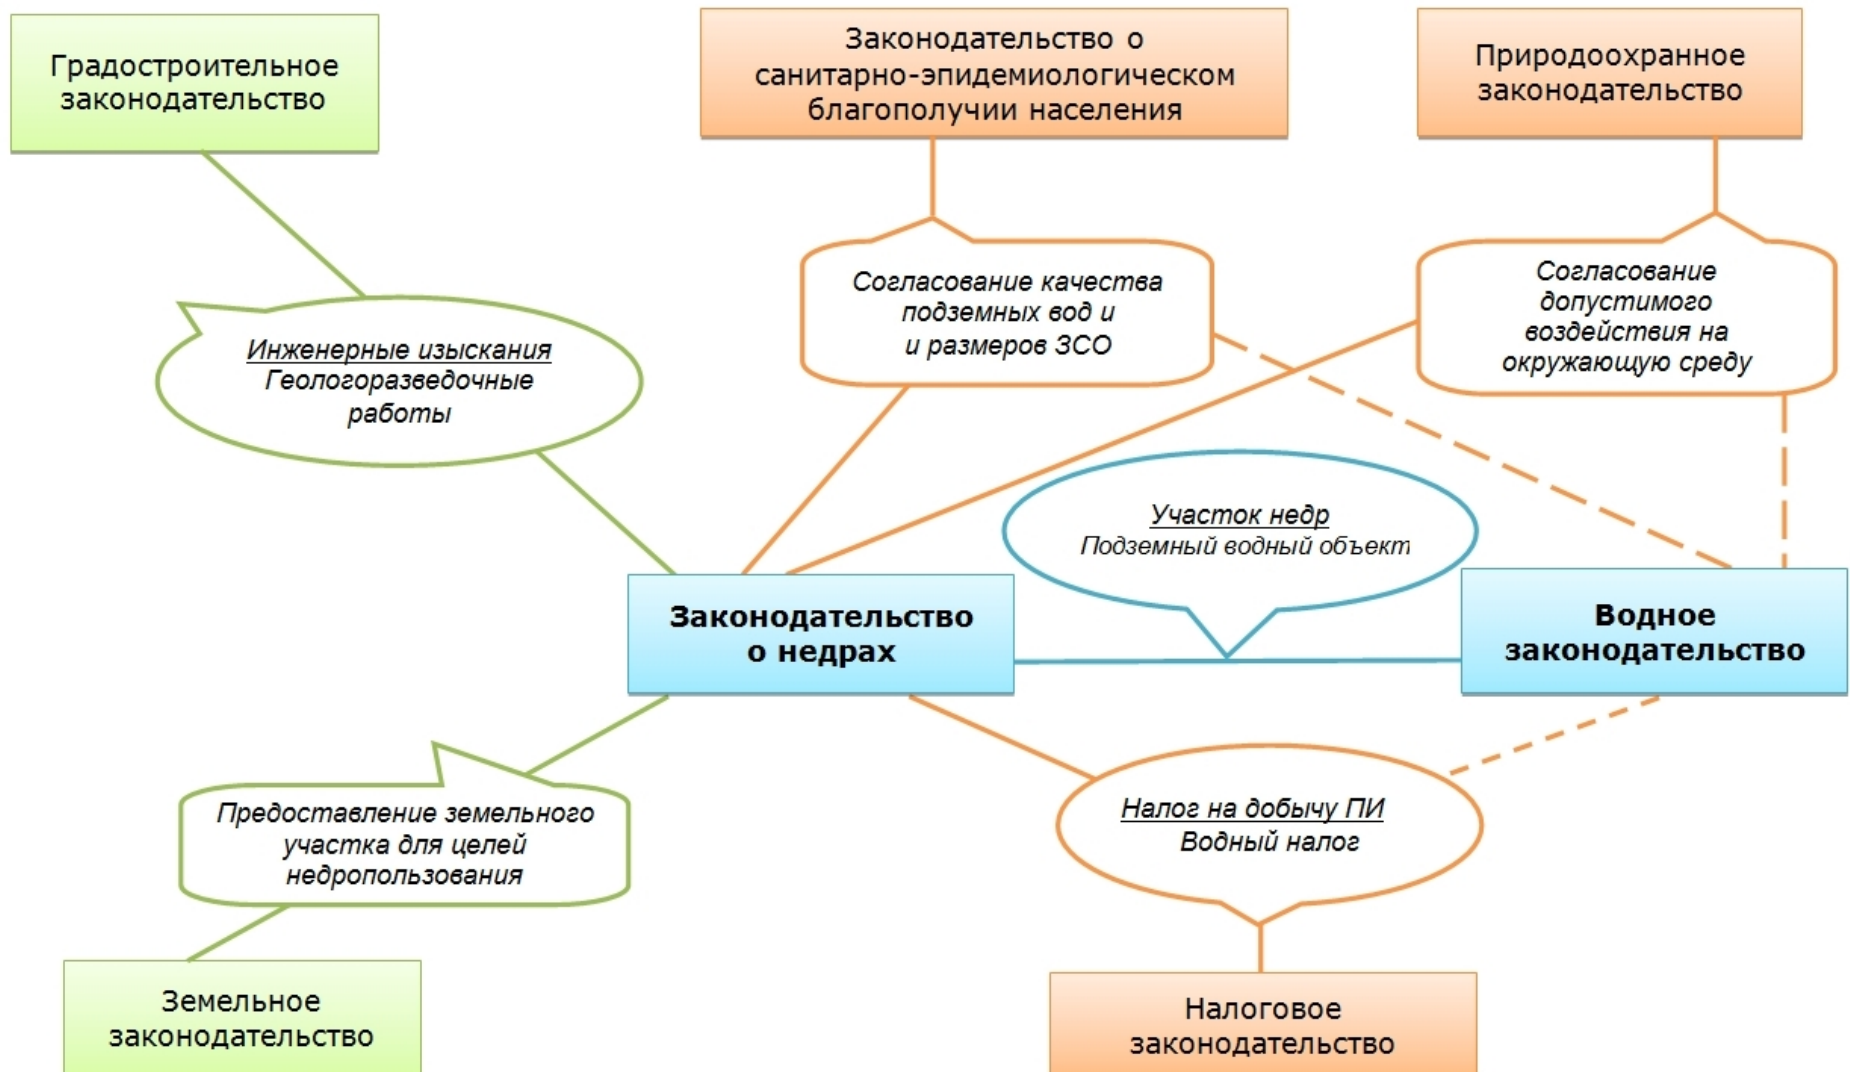 Градостроительное
законодательство
Законодательство о
санитарно-эпидемиологическом
благополучии населения
Природоохранное
законодательство
Инженерные изыскания
Геологоразведочные
работы
Согласование качества
подземных вод и
и размеров ЗСО
Согласование
допустимого
воздействия на
окружающую среду
Участок недр
Подземный водный объект
Законодательство
о недрах
Водное
законодательство
Предоставление земельного
участка для целей
недропользования
Налог на добычу ПИ
Водный налог
Земельное
законодательство
Налоговое
законодательство